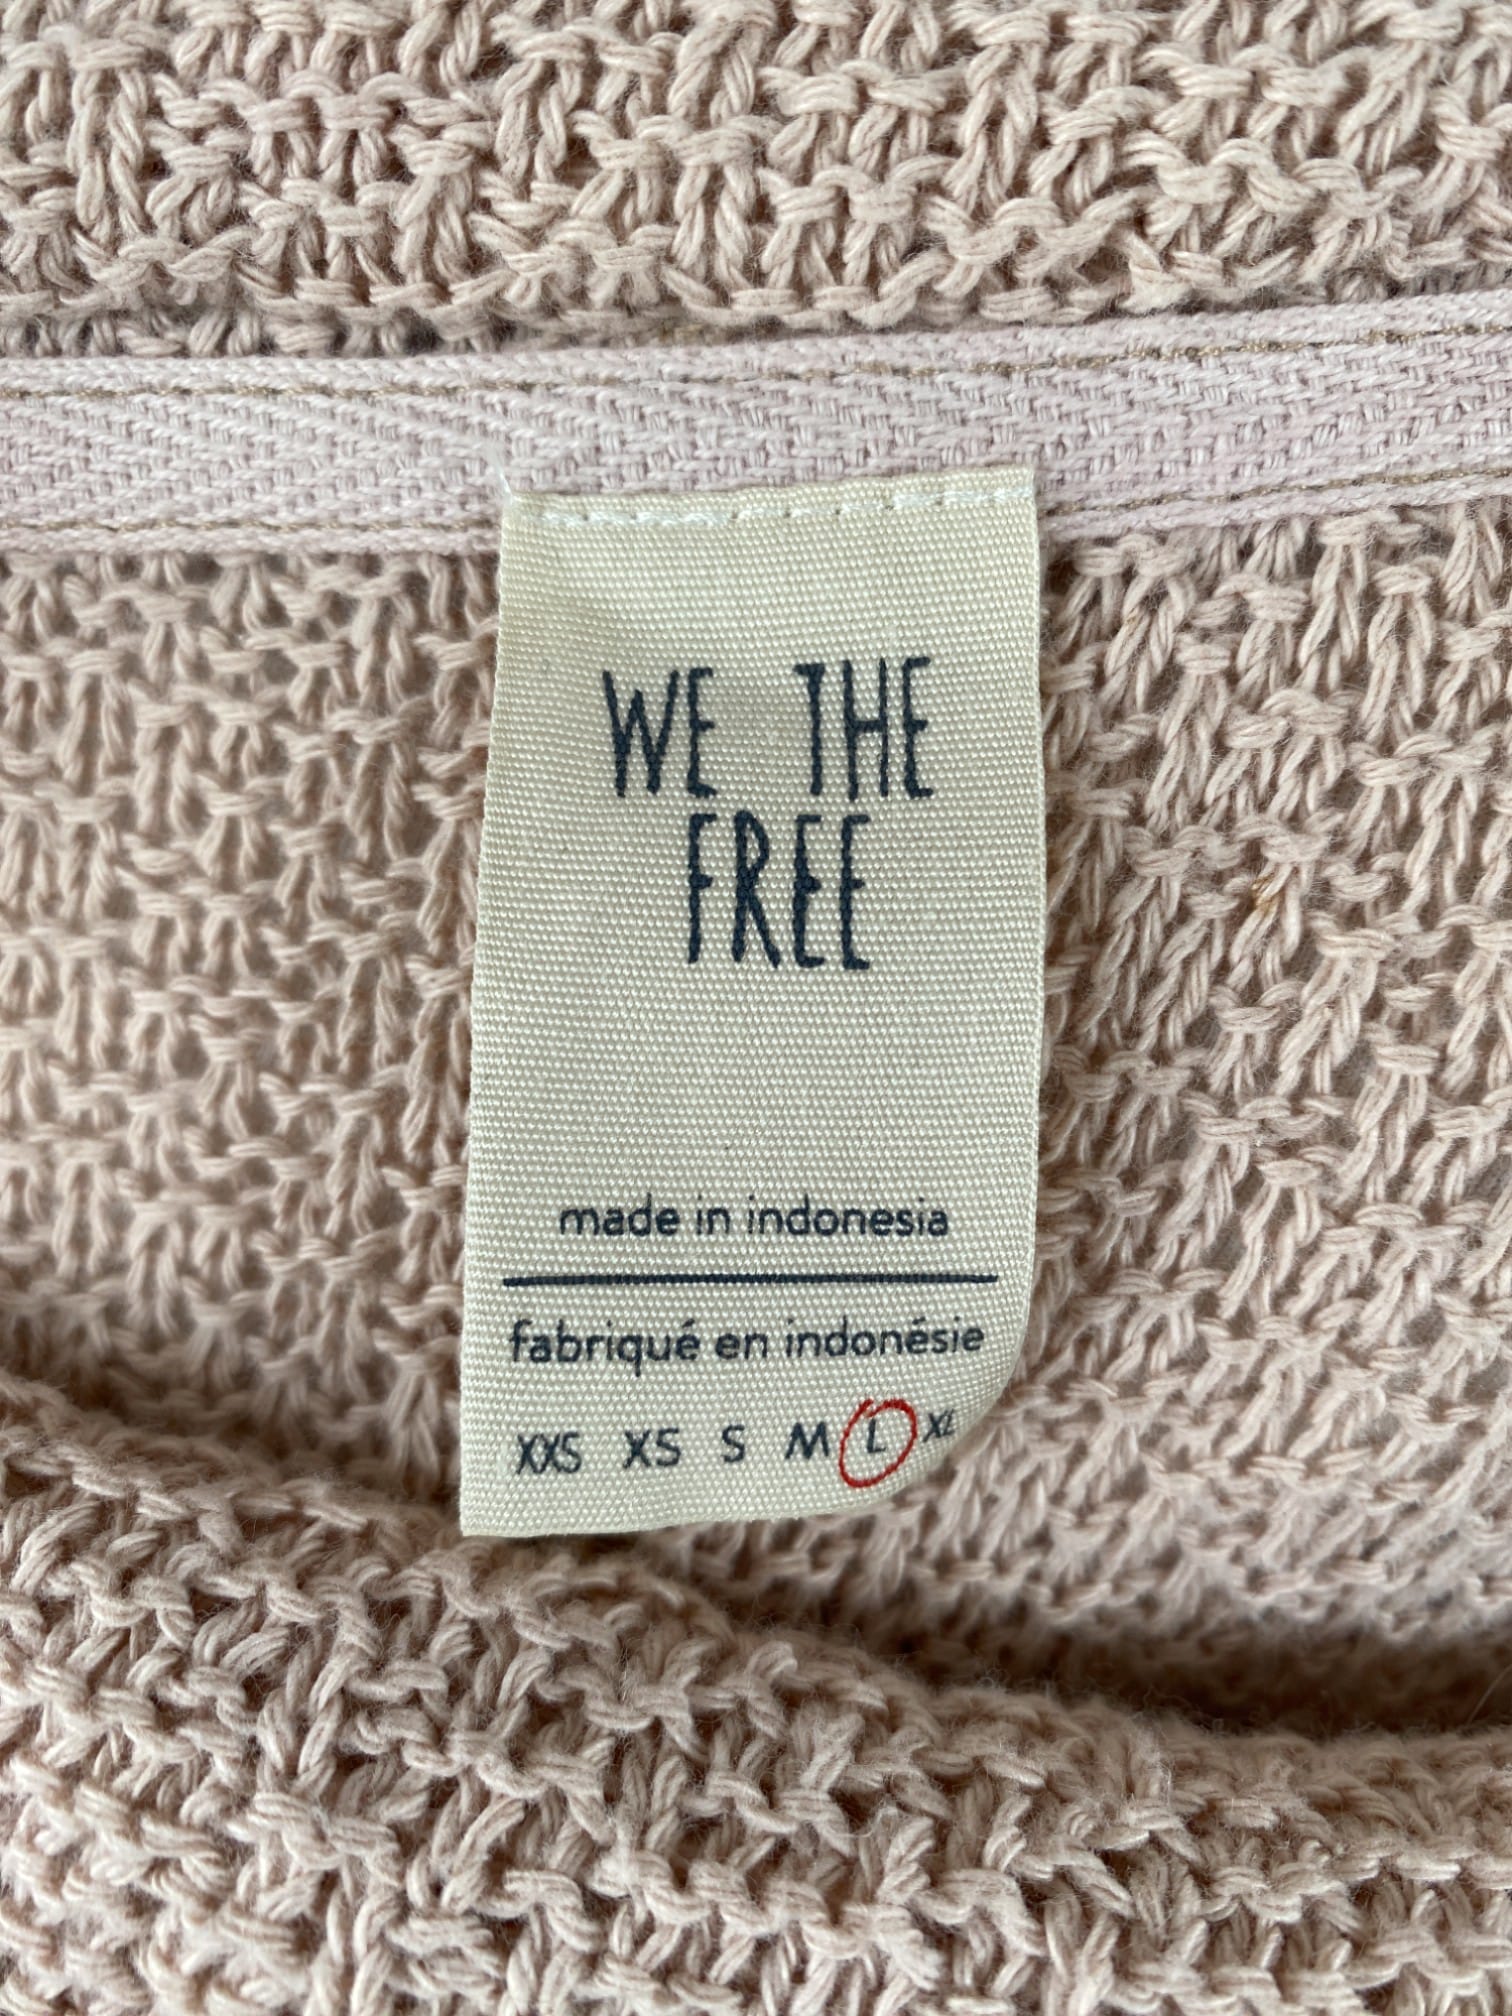 WE THE
FREE
made in indonesia
fabriqué en indonésie
XXS XS S M L XL